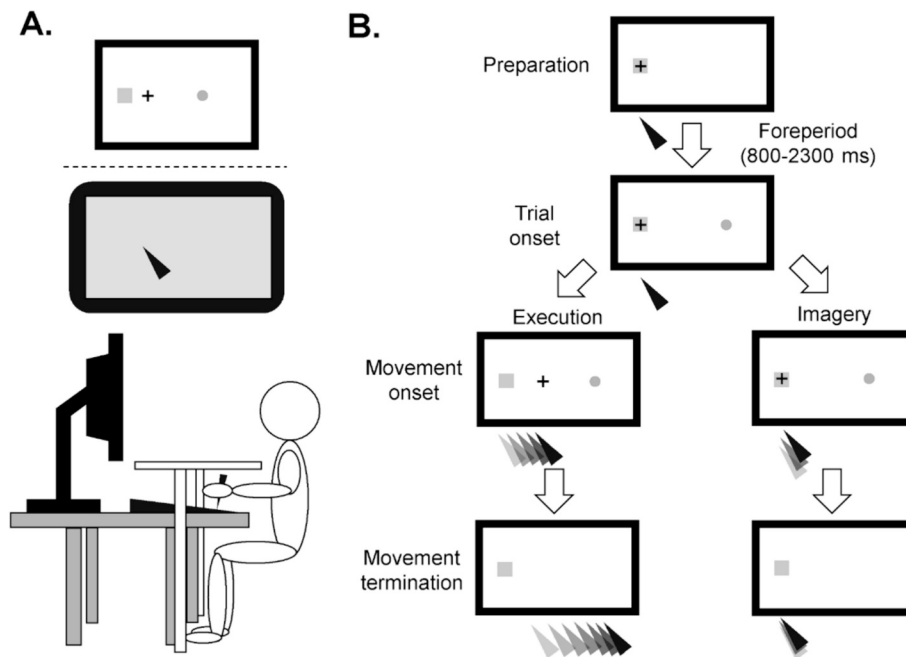 A.
B.
Preparation
Foreperiod
(800-2300 ms)
Trial
onset
Execution
Imagery
Movement
onset
Movement
termination